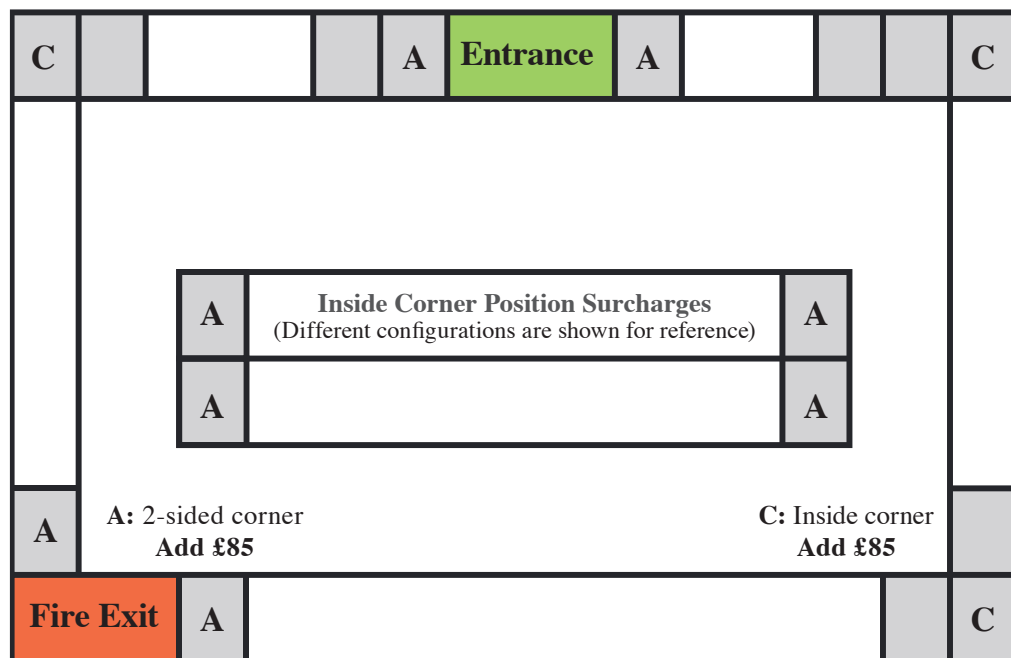 C
A
Entrance
A
C
A
Inside Corner Position Surcharges
(Different configurations are shown for reference)
A
A
A
A
A: 2-sided corner
Add £85
C: Inside corner
Add £85
Fire Exit
A
C